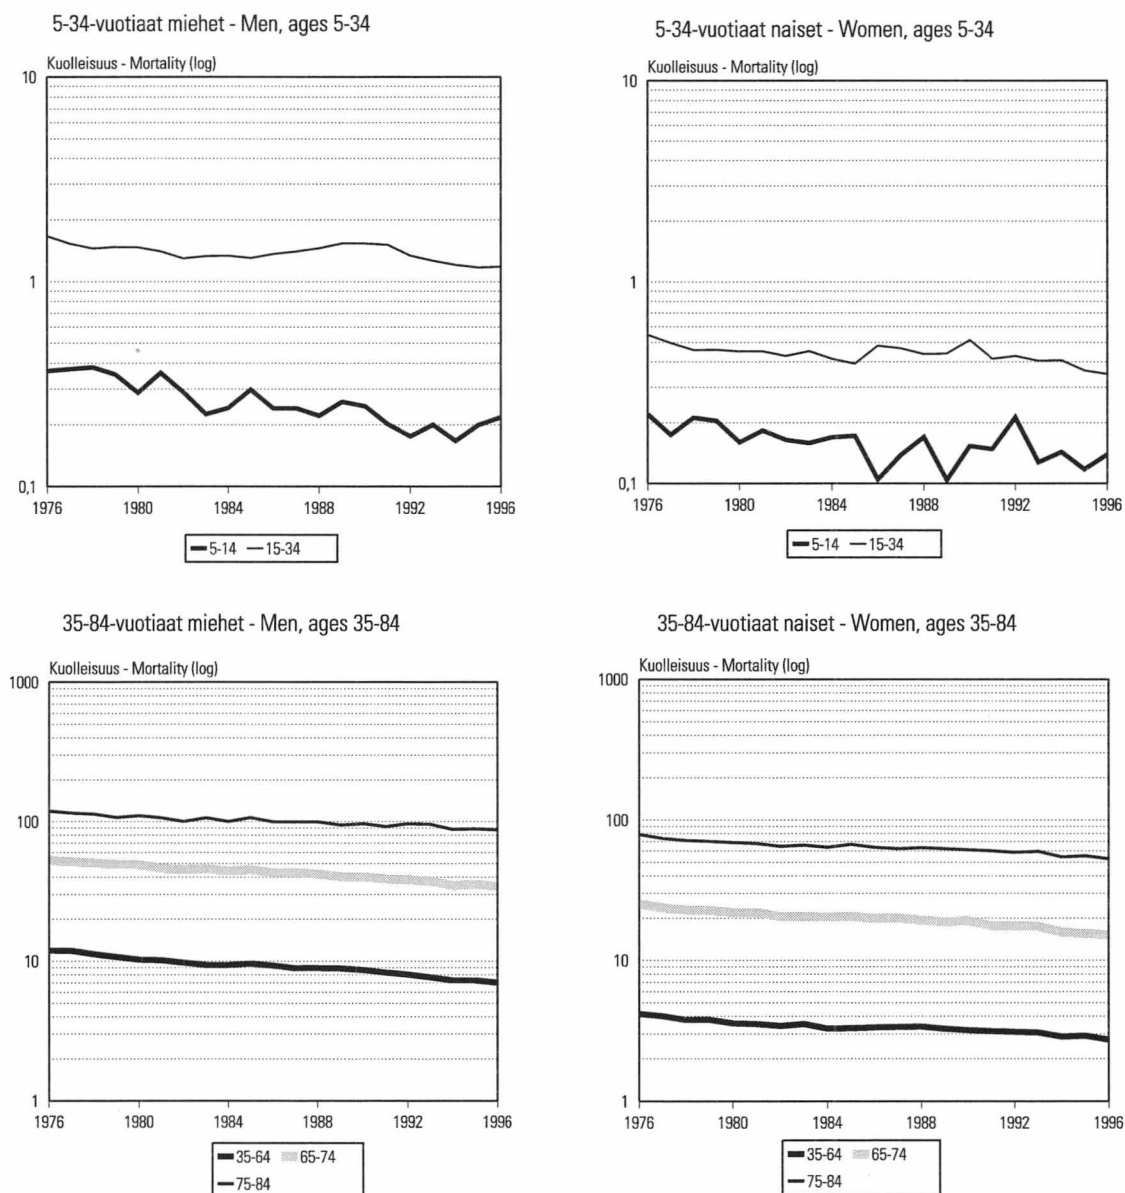 5-34-vuotiaat miehet - Men, ages 5-34
Kuolleisuus - Mortality (log)
10
1
0,1
1976 1980 1984 1988 1992 1996
5-14 15-34
5-34-vuotiaat naiset - Women, ages 5-34
Kuolleisuus - Mortality (log)
10
1
0,1
1976 1980 1984 1988 1992 1996
5-14 15-34
35-84-vuotiaat miehet - Men, ages 35-84
Kuolleisuus - Mortality (log)
1000
100
10
1
1976 1980 1984 1988 1992 1996
35-64 65-74
75-84
35-84-vuotiaat naiset - Women, ages 35-84
Kuolleisuus - Mortality (log)
1000
100
10
1
1976 1980 1984 1988 1992 1996
35-64 65-74
75-84